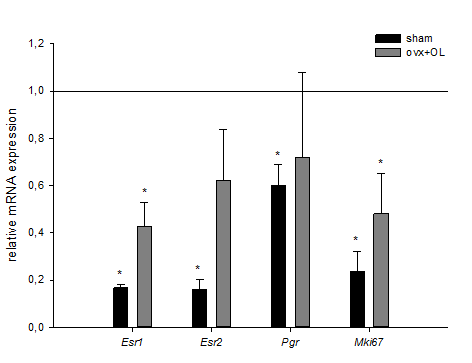 sham
ovx+OL
relative mRNA expression
1,2
1,0
0,8
0,6
0,4
0,2
0,0
* * * * * *
Esr1 Esr2 Pgr Mki67